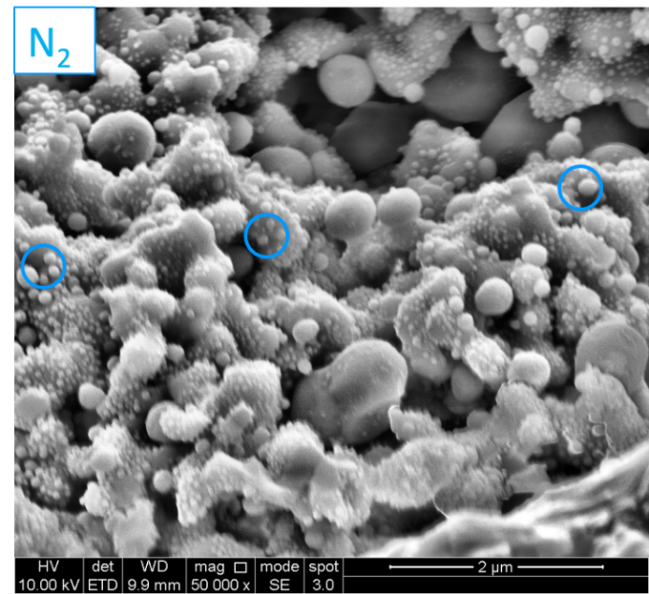 N₂
HV det WD mag □ mode spot 2 µm
10.00 kV ETD 9.9 mm 50 000 x SE 3.0